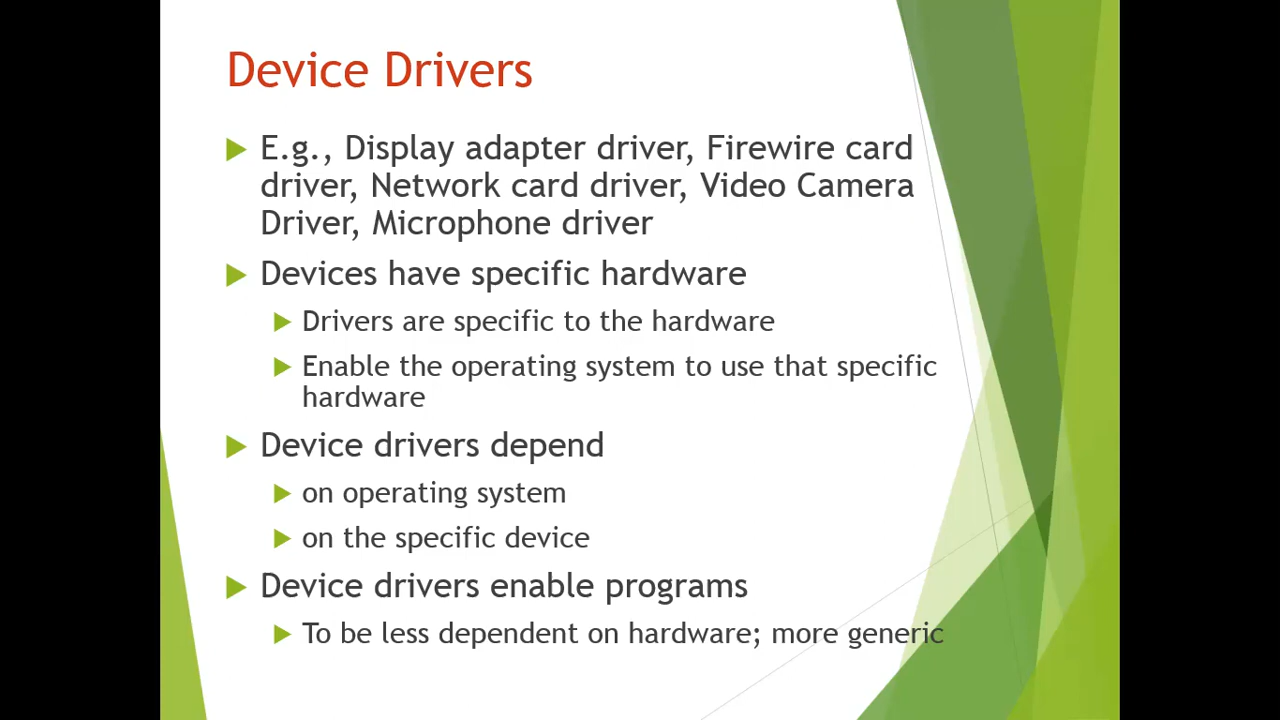 Device Drivers
E.g., Display adapter driver, Firewire card
driver, Network card driver, Video Camera
Driver, Microphone driver
Devices have specific hardware
Drivers are specific to the hardware
Enable the operating system to use that specific
hardware
Device drivers depend
on operating system
on the specific device
Device drivers enable programs
To be less dependent on hardware; more generic